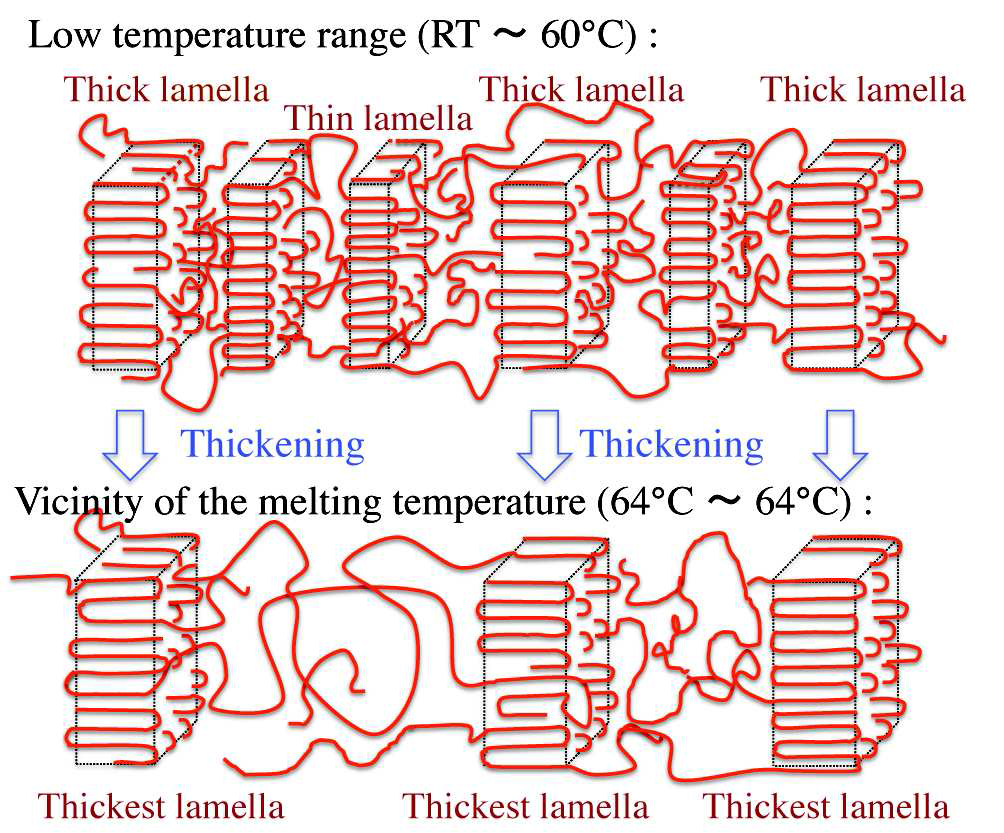 Low temperature range (RT ~ 60°C) :
Thick lamella
Thin lamella
Thick lamella
Thick lamella
Thickening
Thickening
Vicinity of the melting temperature (64°C ~ 64°C) :
Thickest lamella
Thickest lamella
Thickest lamella